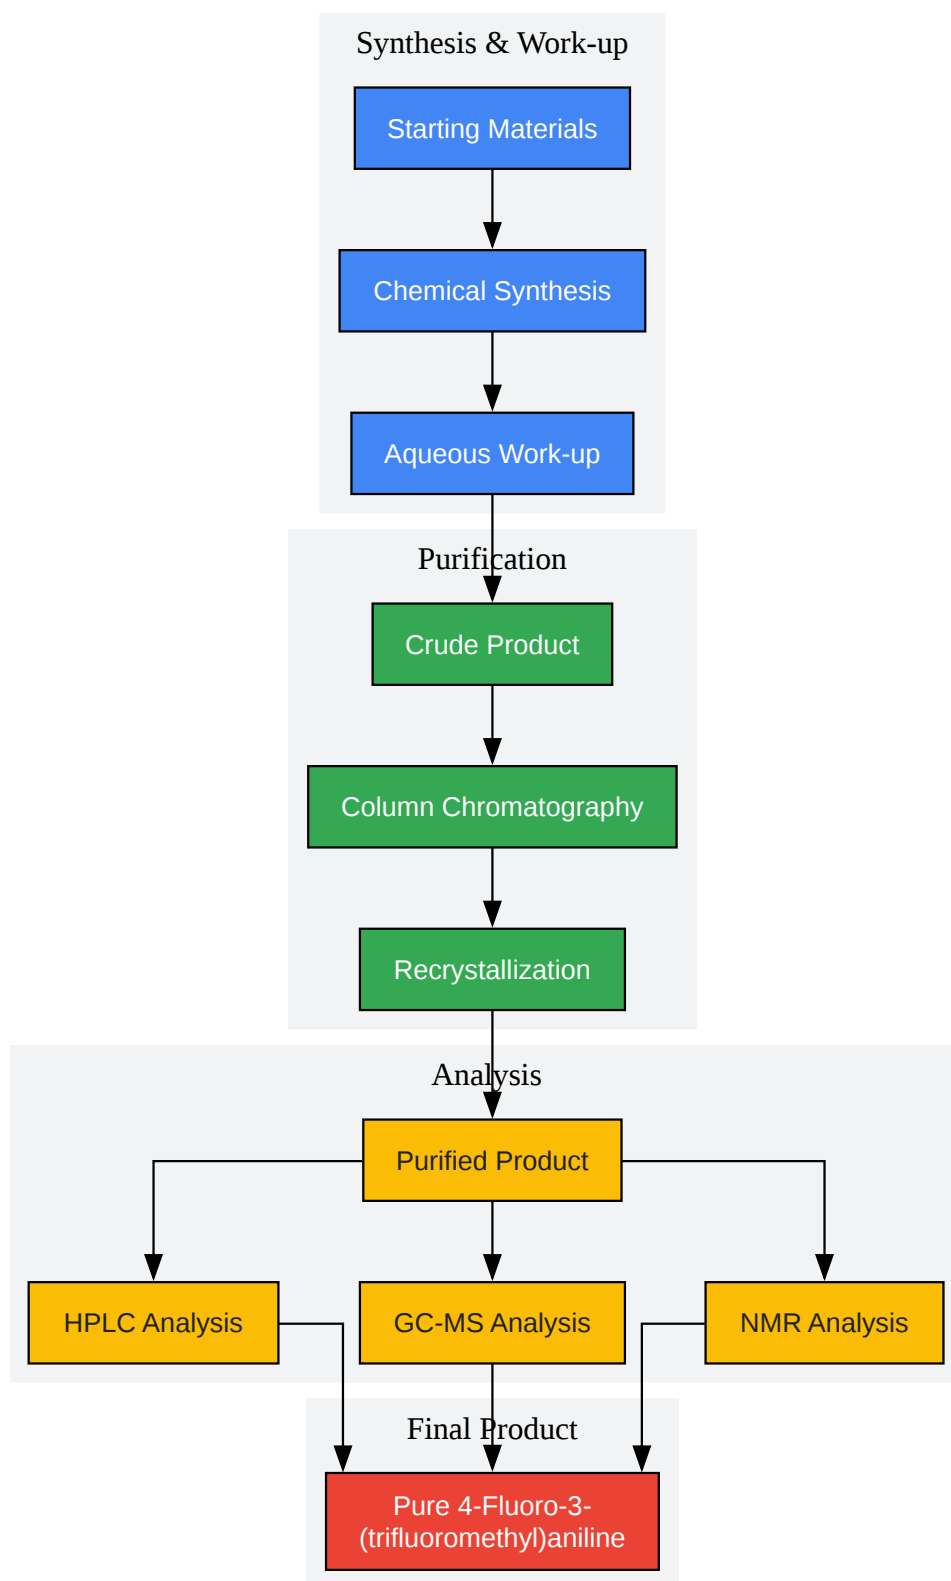 Synthesis & Work-up
Starting Materials
Chemical Synthesis
Aqueous Work-up
Purification
Crude Product
Column Chromatography
Recrystallization
Analysis
Purified Product
HPLC Analysis
GC-MS Analysis
NMR Analysis
Final Product
Pure 4-Fluoro-3-
(trifluoromethyl)aniline